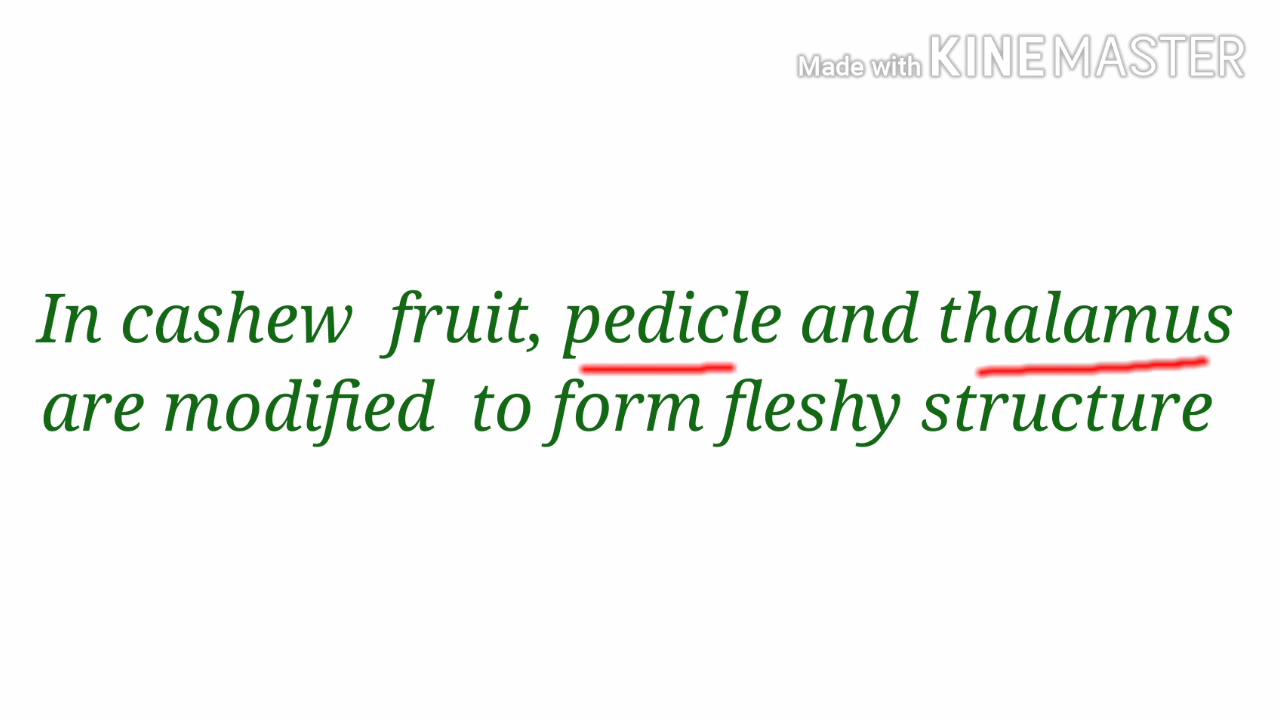 Made with KINEMASTER
In cashew fruit, pedicle and thalamus
are modified to form fleshy structure